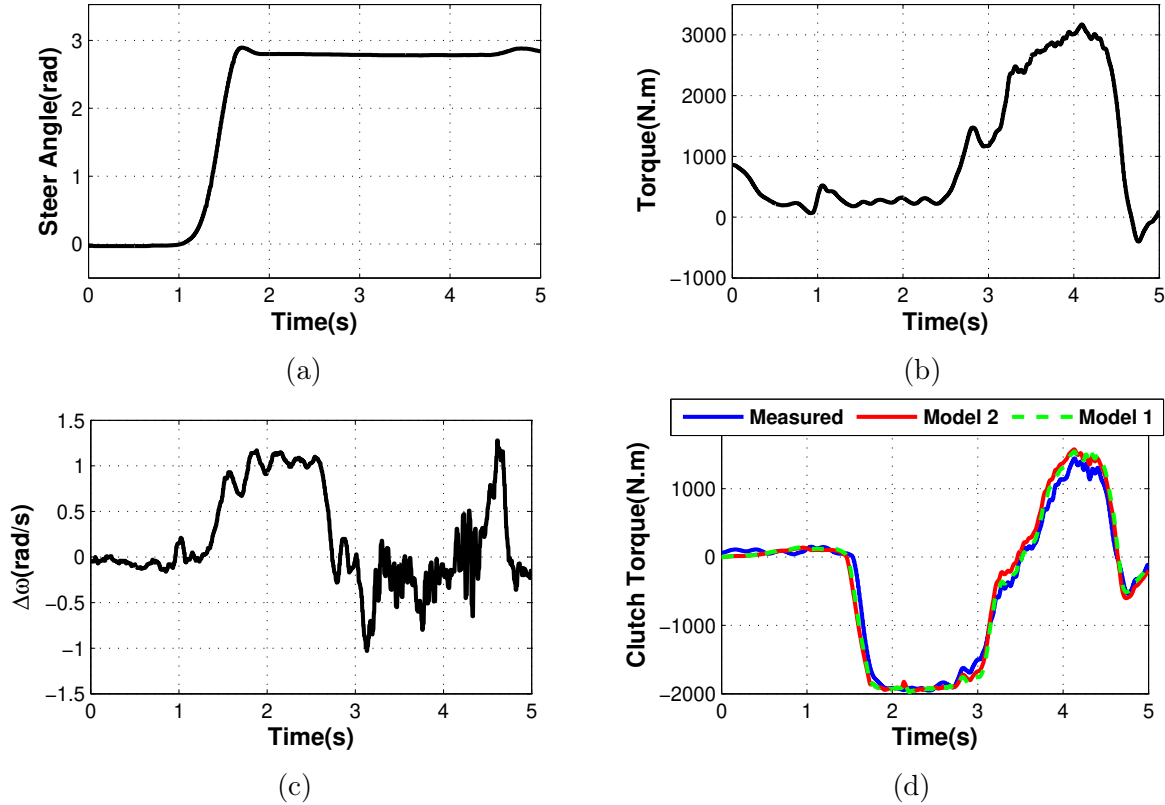 3
2
1
0
Steer Angle(rad)
0 1 2 3 4 5
Time(s)
(a)
3000
2000
1000
0
−1000
Torque(N.m)
0 1 2 3 4 5
Time(s)
(b)
1.5
1
0.5
0
−0.5
−1
−1.5
Δω(rad/s)
0 1 2 3 4 5
Time(s)
(c)
Measured Model 2 Model 1
1000
0
−1000
−2000
Clutch Torque(N.m)
0 1 2 3 4 5
Time(s)
(d)